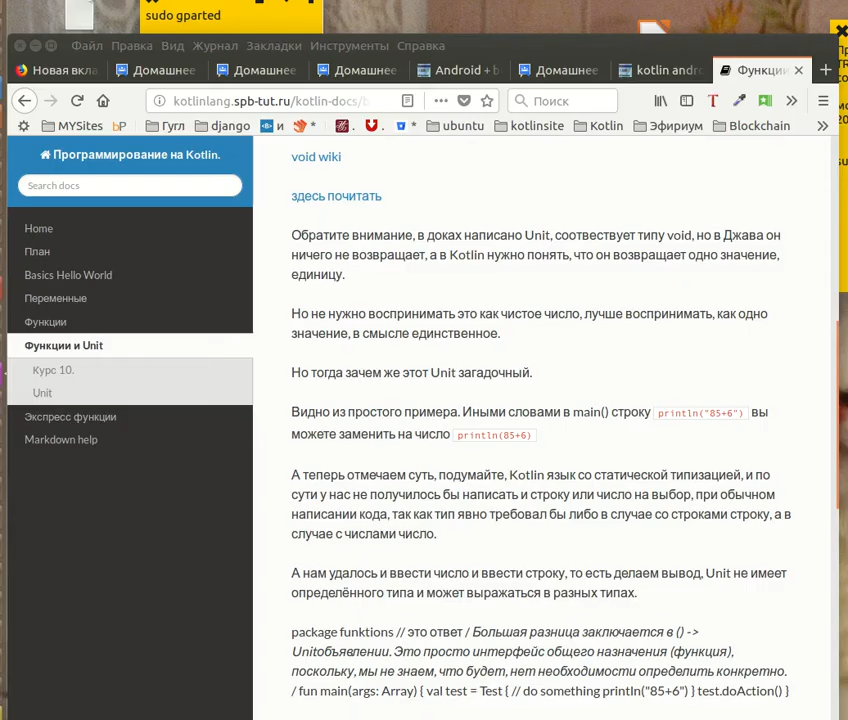 sudo gparted
Файл Правка Вид Журнал Закладки Инструменты Справка
Новая вкла Домашнее Домашнее Домашнее Android + b Домашнее kotlin andr Функции
kotlinlang.spb-tut.ru/kotlin-docs/b Поиск
MYSites Гугл django и ubuntu kotlinsite Kotlin Эфириум Blockchain
Программирование на Kotlin.
Search docs
Home
План
Basics Hello World
Переменные
Функции
Функции и Unit
Курс 10.
Unit
Экспресс функции
Markdown help
void wiki
здесь почитать
Обратите внимание, в доках написано Unit, соотвествует типу void, но в Джава он
ничего не возвращает, а в Kotlin нужно понять, что он возвращает одно значение,
единицу.
Но не нужно воспринимать это как чистое число, лучше воспринимать, как одно
значение, в смысле единственное.
Но тогда зачем же этот Unit загадочный.
Видно из простого примера. Иными словами в main() строку println("85+6") вы
можете заменить на число println(85+6)
А теперь отмечаем суть, подумайте, Kotlin язык со статической типизацией, и по
сути у нас не получилось бы написать и строку или число на выбор, при обычном
написании кода, так как тип явно требовал бы либо в случае со строками строку, а в
случае с числами число.
А нам удалось и ввести число и ввести строку, то есть делаем вывод, Unit не имеет
определённого типа и может выражаться в разных типах.
package funktions // это ответ / Большая разница заключается в () ->
Unitобъявлении. Это просто интерфейс общего назначения (функция),
поскольку, мы не знаем, что будет, нет необходимости определить конкретно.
/ fun main(args: Array) { val test = Test { // do something println("85+6") } test.doAction() }